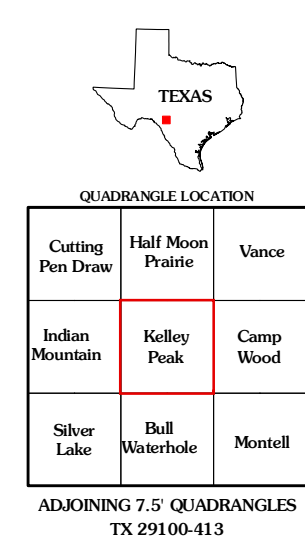 TEXAS
QUADRANGLE LOCATION
Cutting
Pen Draw
Half Moon
Prairie
Vance
Indian
Mountain
Kelley
Peak
Camp
Wood
Silver
Lake
Bull
Waterhole
Montell
ADJOINING 7.5' QUADRANGLES
TX 29100-413